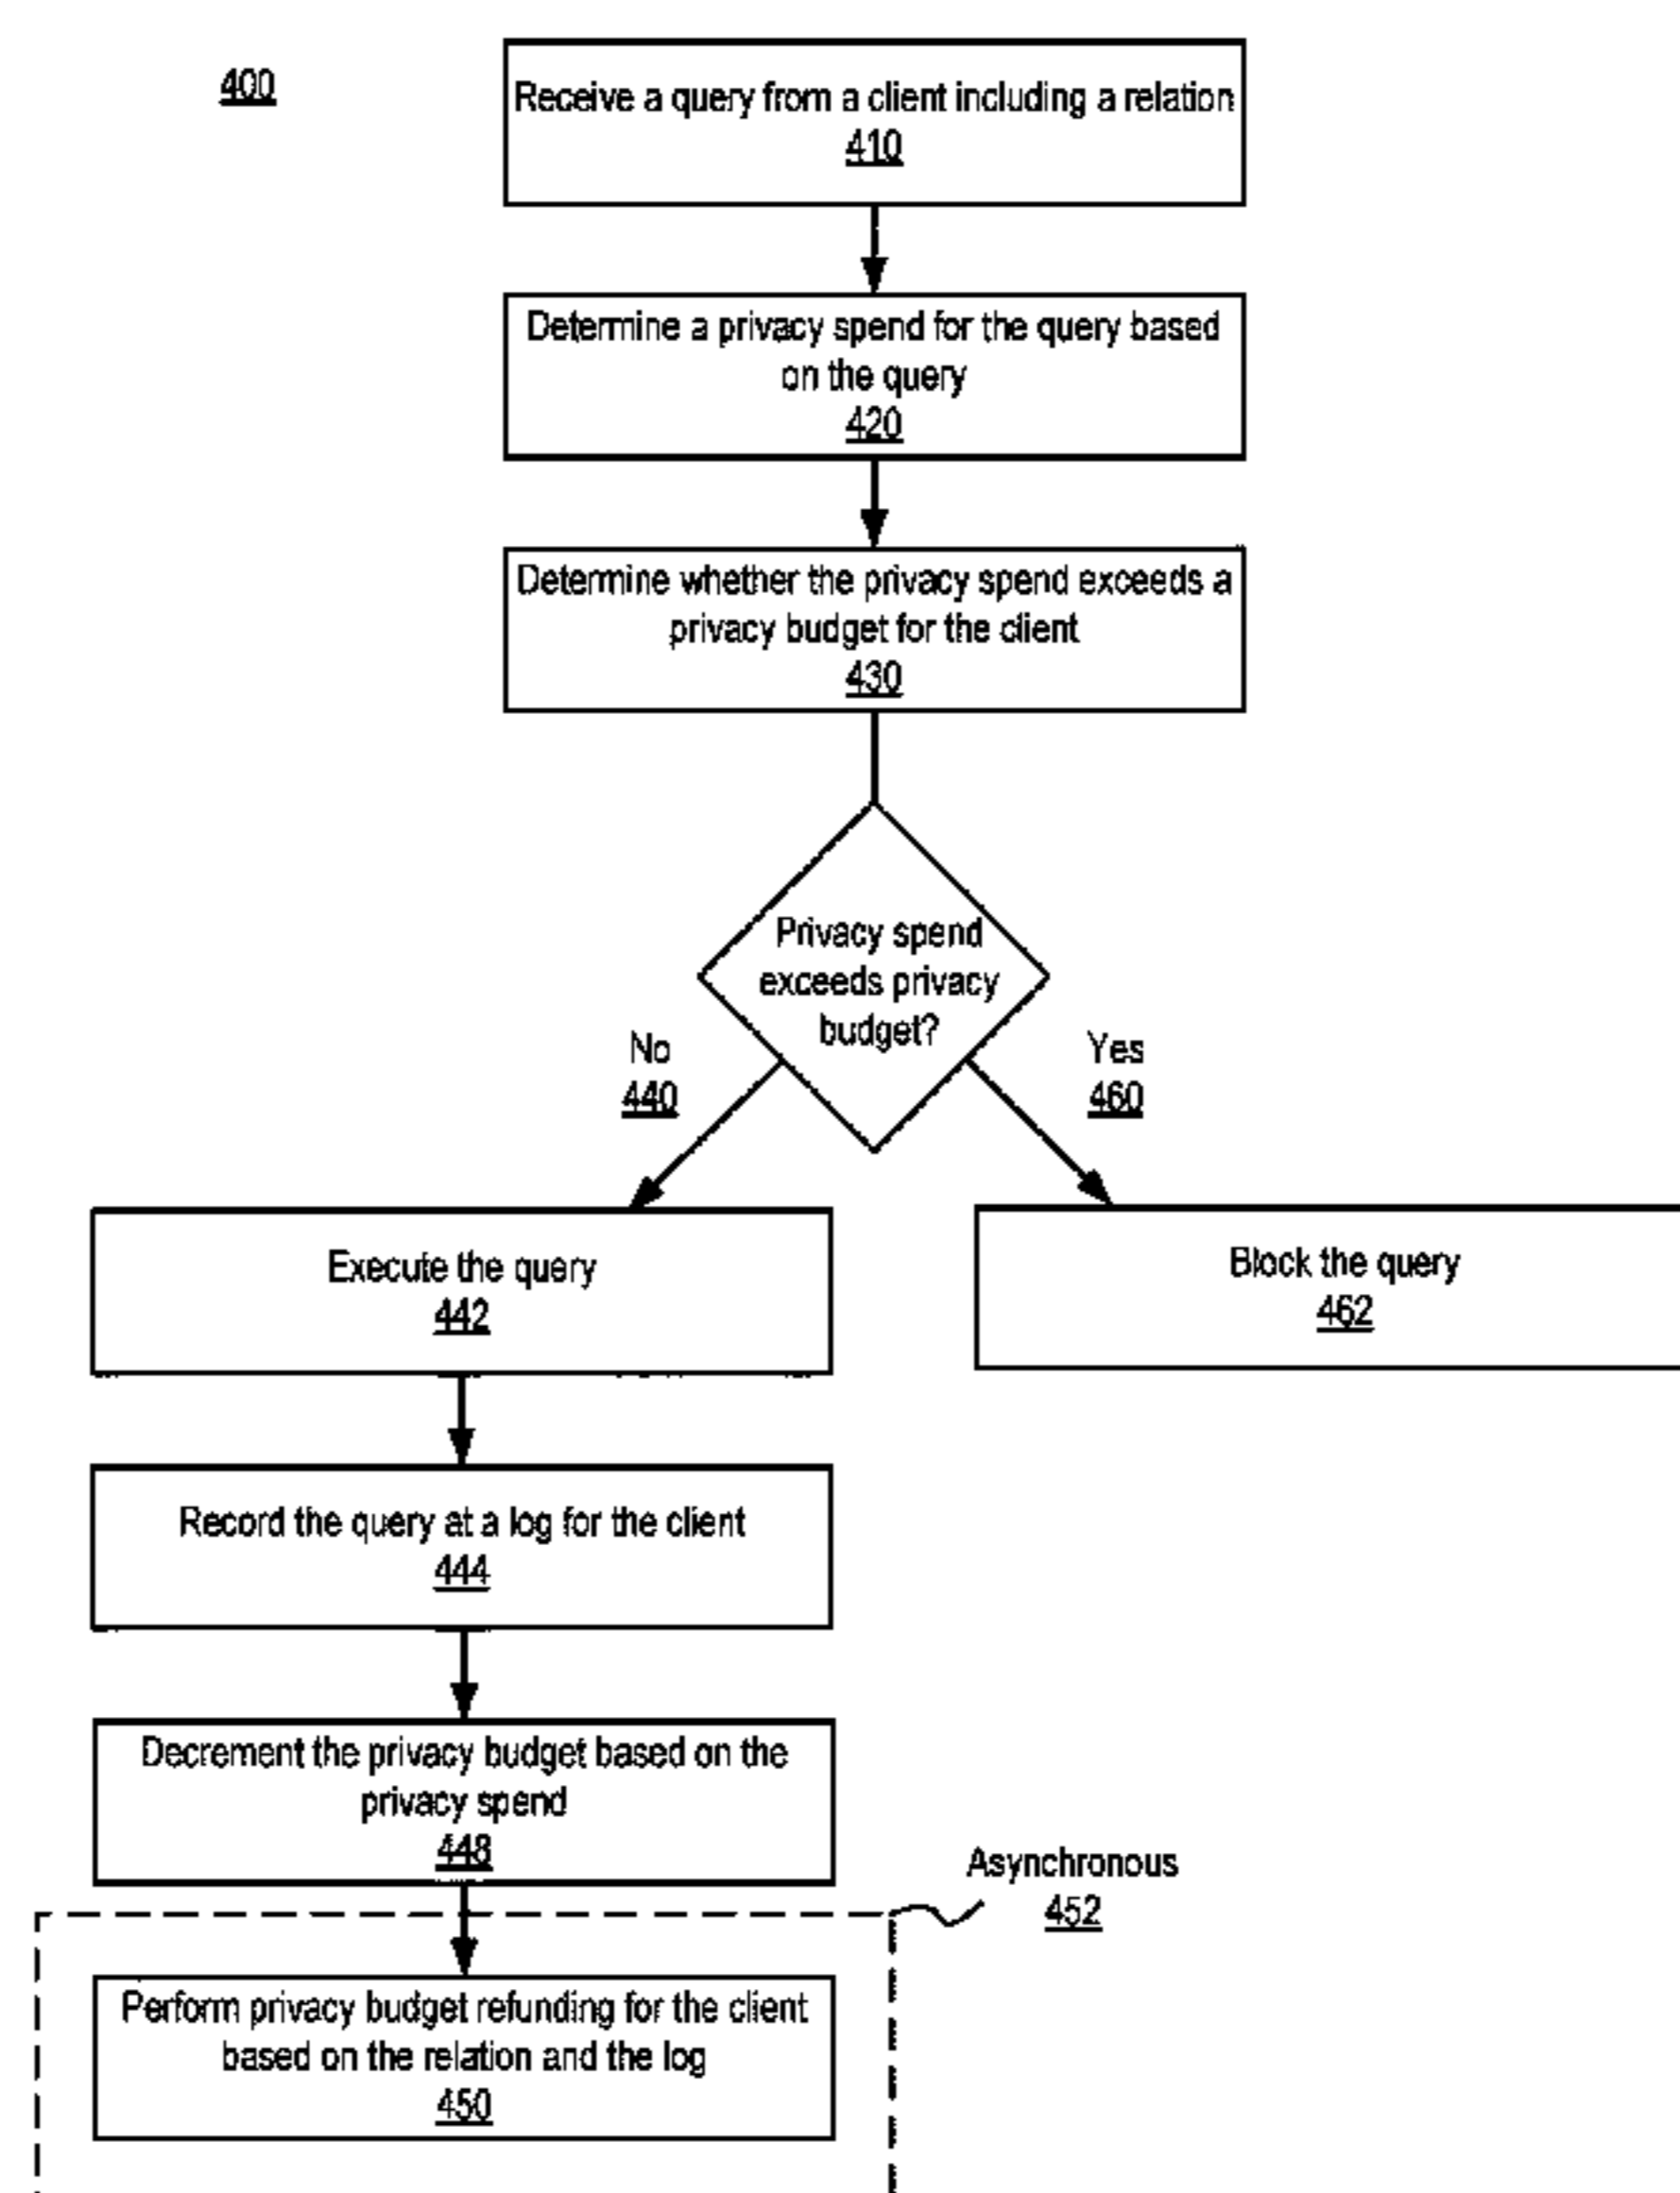 400
Receive a query from a client including a relation
410
Determine a privacy spend for the query based
on the query
420
Determine whether the privacy spend exceeds a
privacy budget for the client
430
Privacy spend
exceeds privacy
budget?
No
440
Yes
460
Execute the query
442
Block the query
462
Record the query at a log for the client
444
Decrement the privacy budget based on the
privacy spend
448
Asynchronous
452
Perform privacy budget refunding for the client
based on the relation and the log
450